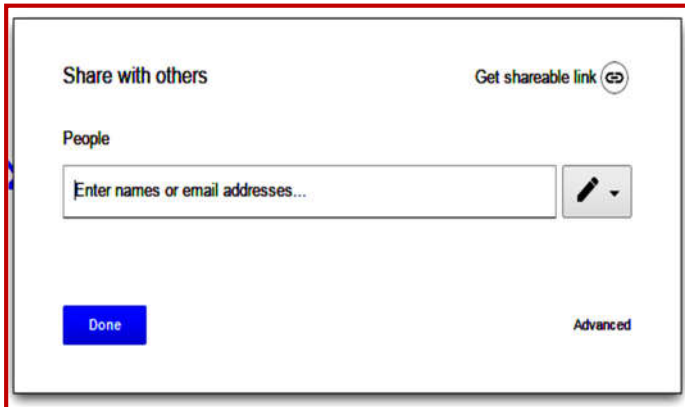 Share with others
Get shareable link
People
Enter names or email addresses...
Done
Advanced